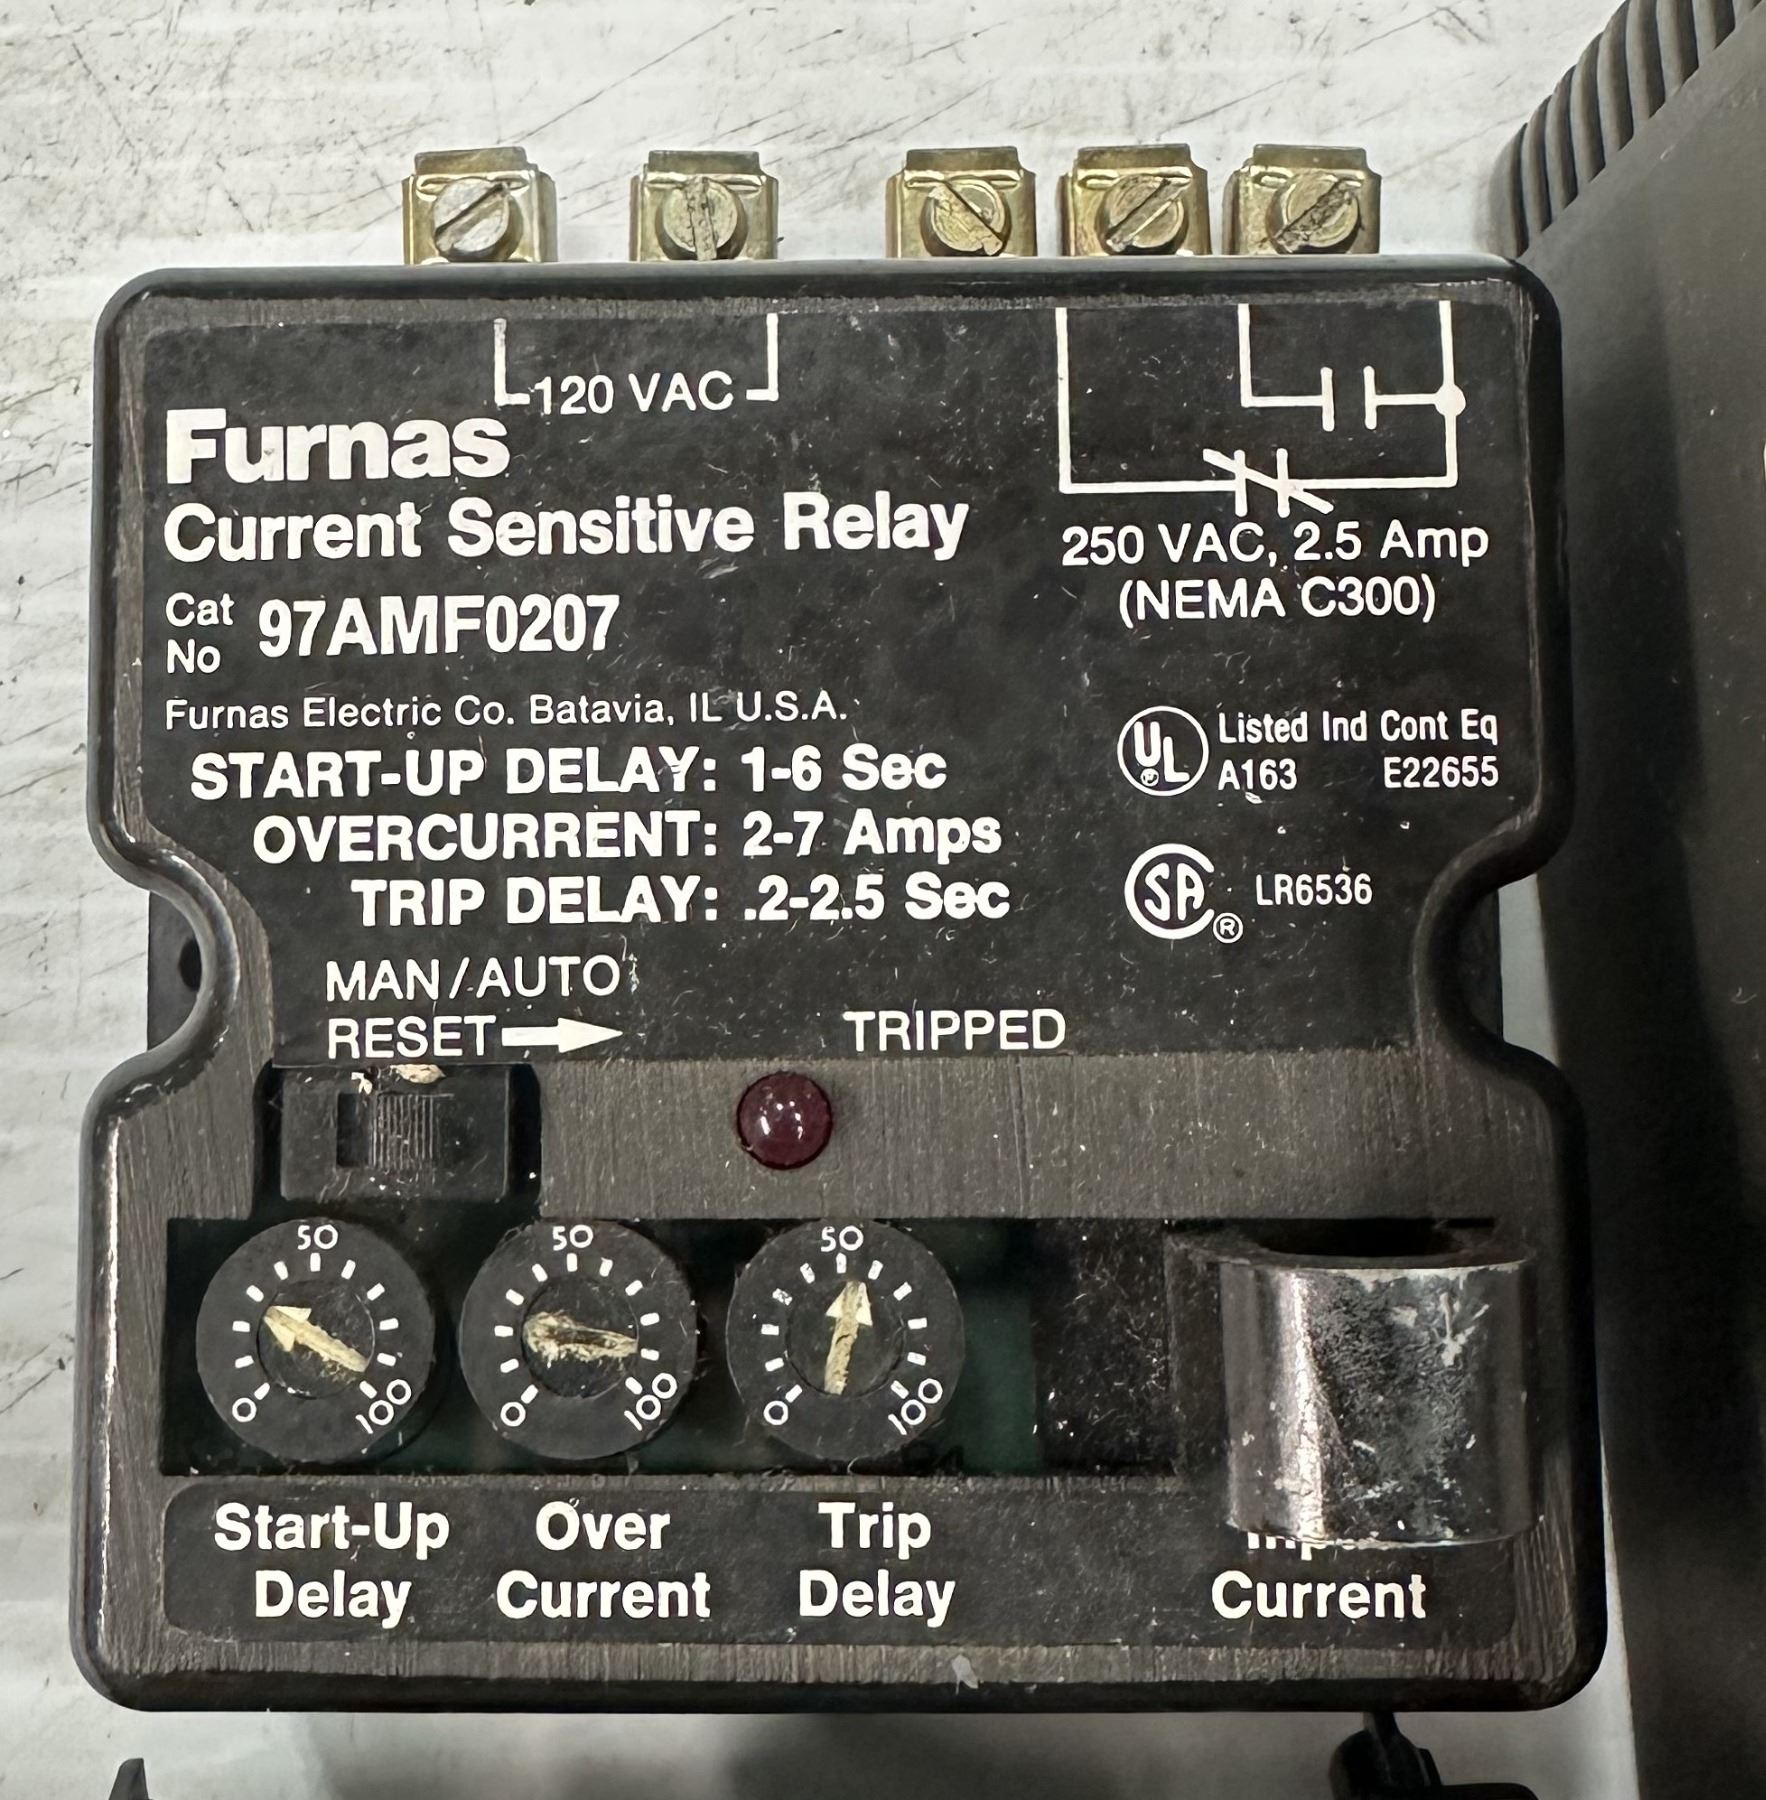 120 VAC
Furnas
Current Sensitive Relay
Cat No 97AMF0207
Furnas Electric Co. Batavia, IL U.S.A.
START-UP DELAY: 1-6 Sec
OVERCURRENT: 2-7 Amps
TRIP DELAY: .2-2.5 Sec
250 VAC, 2.5 Amp
(NEMA C300)
UL Listed Ind Cont Eq
A163 E22655
SA ® LR6536
MAN/AUTO
RESET
TRIPPED
50 50 50
0 100 0 100 0 100
Start-Up Delay
Over Current
Trip Delay
Current